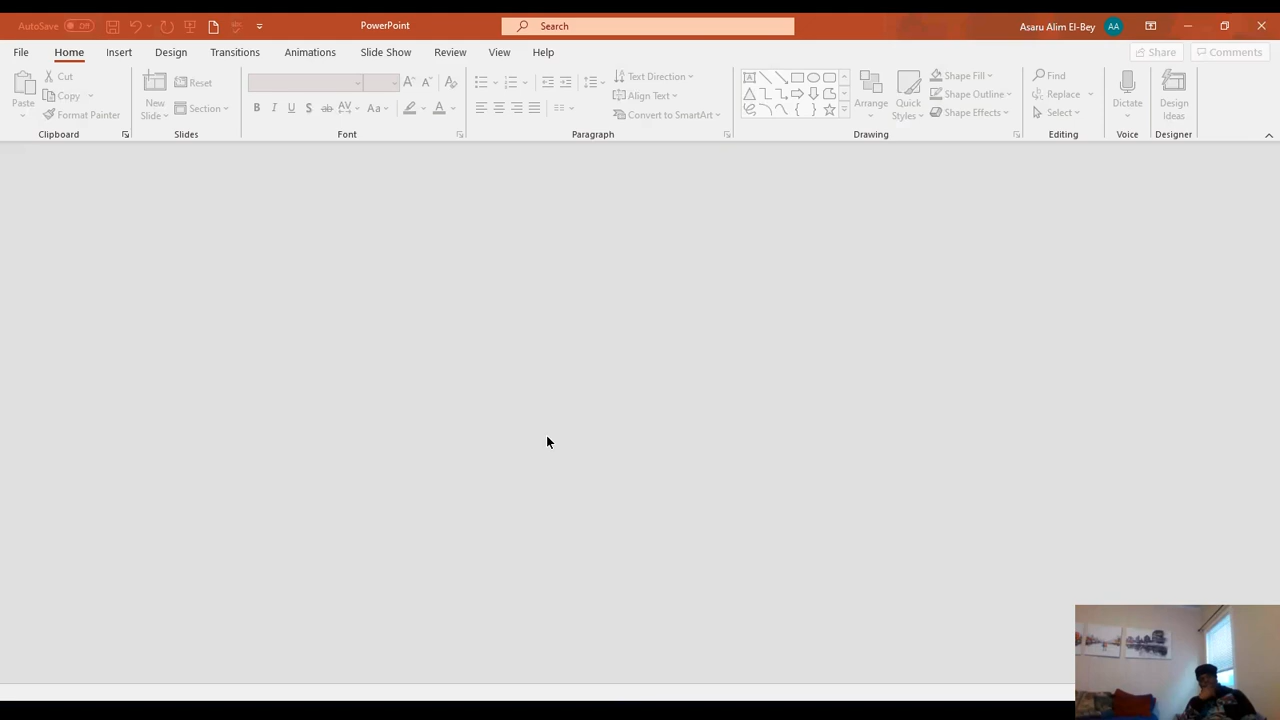 AutoSave Off PowerPoint Search Asaru Alim El-Bey AA
File Home Insert Design Transitions Animations Slide Show Review View Help Share Comments
Paste Cut Copy Format Painter Clipboard
New Slide Reset Section Slides
B I U S ab AV Aa A Font
Text Direction Align Text Convert to SmartArt Paragraph
Arrange Quick Styles Shape Fill Shape Outline Shape Effects Drawing
Find Replace Select Editing
Dictate Voice
Design Ideas Designer